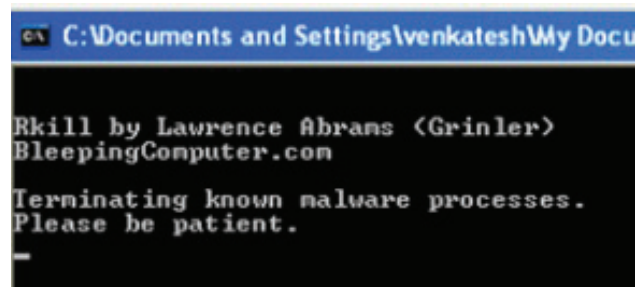 C:\Documents and Settings\venkatesh\My Docu
Rkill by Lawrence Abrams (Grinler)
BleepingComputer.com
Terminating known malware processes.
Please be patient.